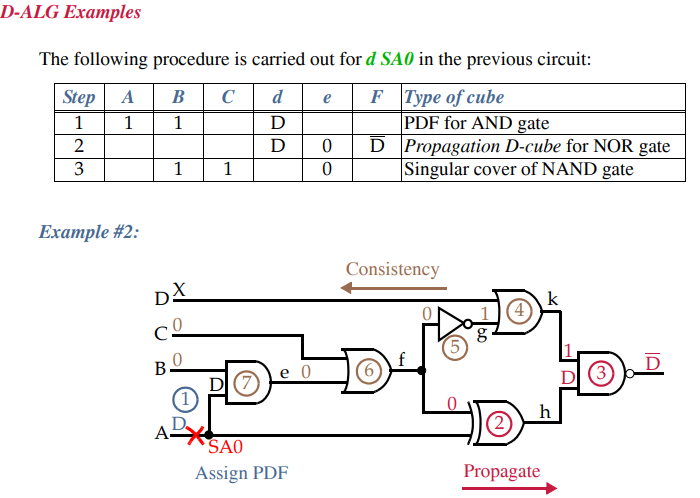 D-ALG Examples
The following procedure is carried out for d SA0 in the previous circuit:
Step A B C d e F Type of cube
1 1 1 D PDF for AND gate
2 D 0 D̅ Propagation D-cube for NOR gate
3 1 1 0 Singular cover of NAND gate
Example #2:
Consistency
D X
C 0
B 0
1
D
A
SA0
Assign PDF
D 7
e 0
6
f
0
5
1
g
4
k
1
D 3
D̅
0
2
h
Propagate